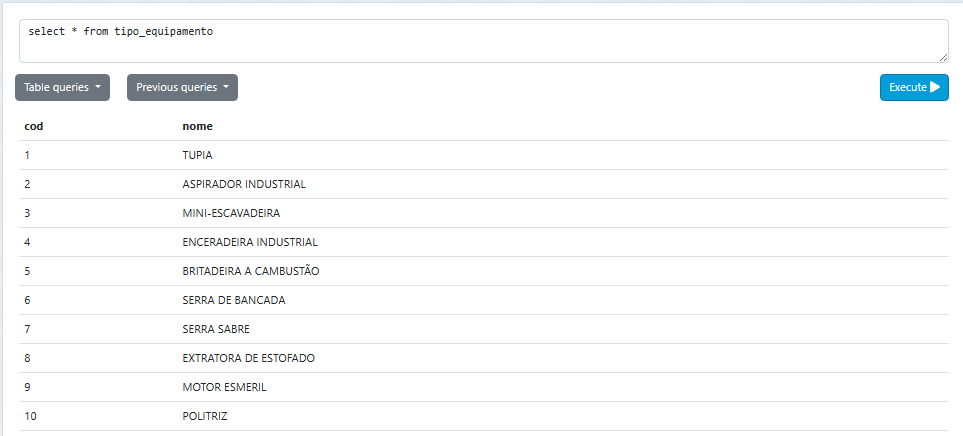 select * from tipo_equipamento
Table queries Previous queries Execute
cod nome
1 TUPIA
2 ASPIRADOR INDUSTRIAL
3 MINI-ESCAVADEIRA
4 ENCERADEIRA INDUSTRIAL
5 BRITADEIRA A CAMBUSTÃO
6 SERRA DE BANCADA
7 SERRA SABRE
8 EXTRATORA DE ESTOFADO
9 MOTOR ESMERIL
10 POLITRIZ